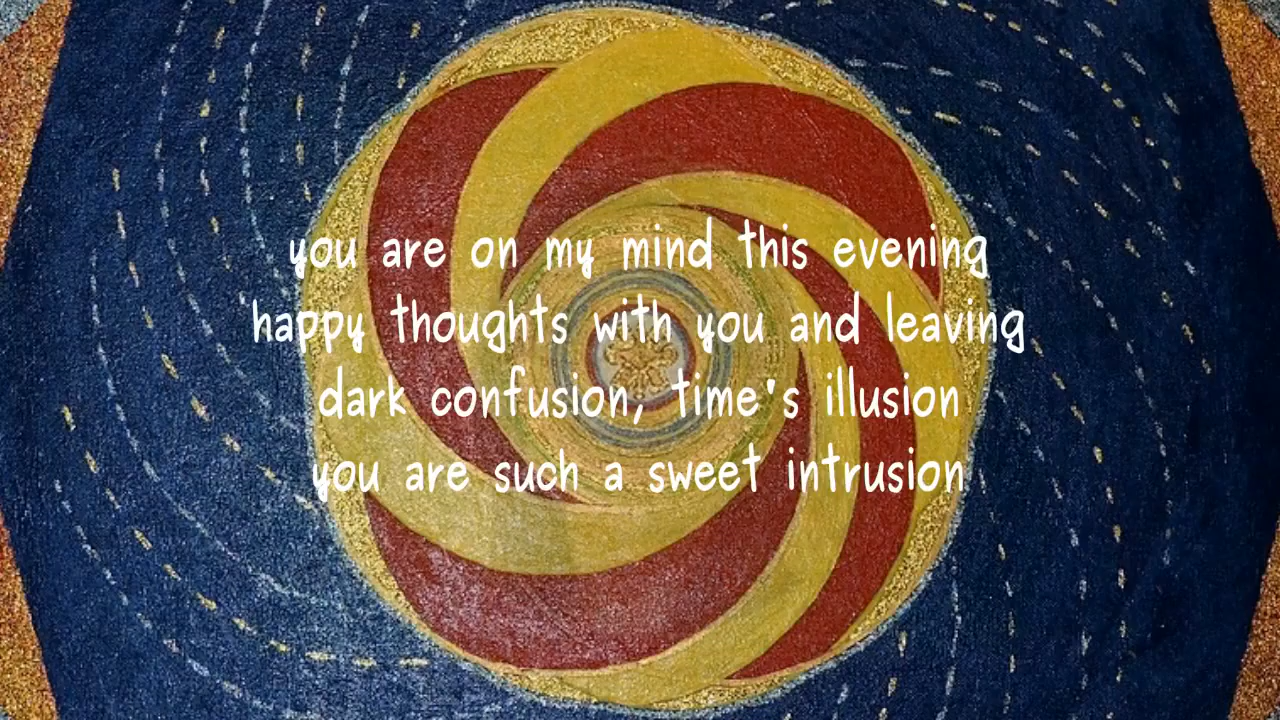 you are on my mind this evening
happy thoughts with you and leaving
dark confusion, time's illusion
you are such a sweet intrusion